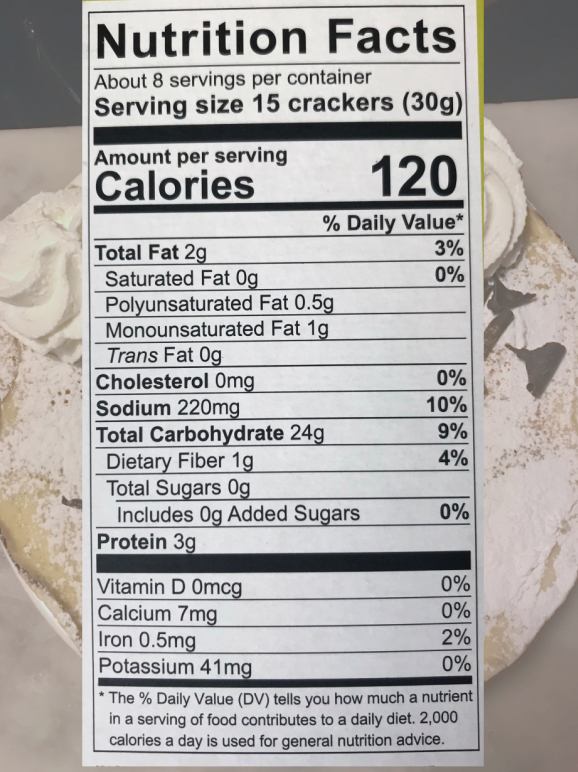 Nutrition Facts
About 8 servings per container
Serving size 15 crackers (30g)
Amount per serving
Calories 120
% Daily Value*
Total Fat 2g 3%
Saturated Fat 0g 0%
Polyunsaturated Fat 0.5g
Monounsaturated Fat 1g
Trans Fat 0g
Cholesterol 0mg 0%
Sodium 220mg 10%
Total Carbohydrate 24g 9%
Dietary Fiber 1g 4%
Total Sugars 0g
Includes 0g Added Sugars 0%
Protein 3g
Vitamin D 0mcg 0%
Calcium 7mg 0%
Iron 0.5mg 2%
Potassium 41mg 0%
* The % Daily Value (DV) tells you how much a nutrient
in a serving of food contributes to a daily diet. 2,000
calories a day is used for general nutrition advice.